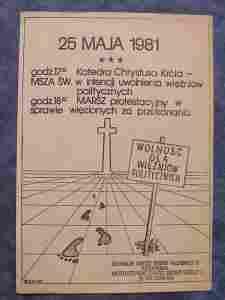 25 MAJA 1981
***
godz.17⁰⁰ Katedra Chrystusa Króla –
MSZA ŚW. w intencji uwolnienia więźniów
politycznych
godz.18⁰⁰ MARSZ protestacyjny w
sprawie więzionych za przekonania
WOLNOŚĆ
DLA
WIĘŹNIÓW
POLITYCZNYCH